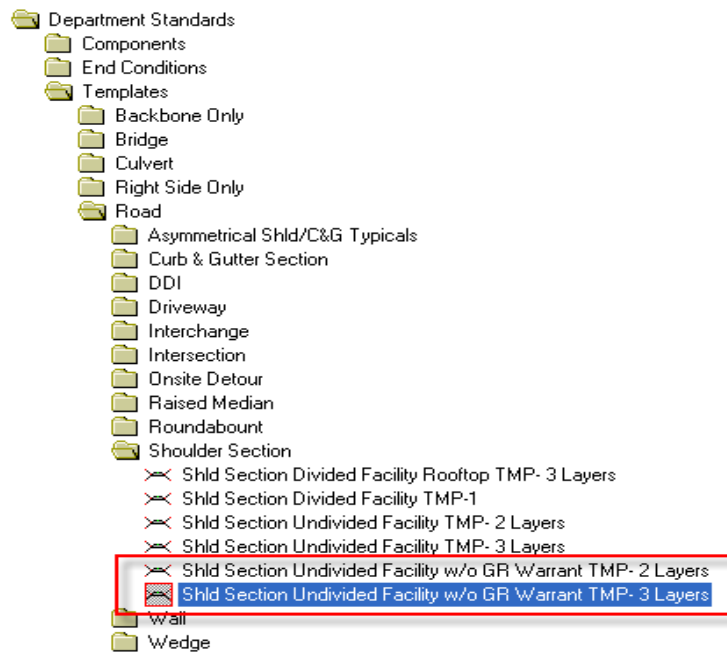 Department Standards
Components
End Conditions
Templates
Backbone Only
Bridge
Culvert
Right Side Only
Road
Asymmetrical Shld/C&G Typicals
Curb & Gutter Section
DDI
Driveway
Interchange
Intersection
Onsite Detour
Raised Median
Roundabount
Shoulder Section
Shld Section Divided Facility Rooftop TMP- 3 Layers
Shld Section Divided Facility TMP-1
Shld Section Undivided Facility TMP- 2 Layers
Shld Section Undivided Facility TMP- 3 Layers
Shld Section Undivided Facility w/o GR Warrant TMP- 2 Layers
Shld Section Undivided Facility w/o GR Warrant TMP- 3 Layers
Wall
Wedge